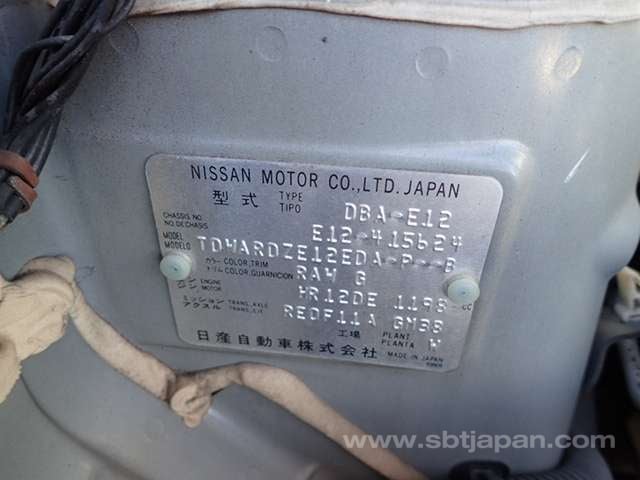 NISSAN MOTOR CO.,LTD. JAPAN
型式 TYPE TIPO DBA-E12
CHASSIS NO. NO. DE CHASIS E12-415624
MODEL MODELO TDWARDZE12EDA-P--B
カラー COLOR,TRIM
トリム COLOR,GUARNICION RAW G
エンジン ENGINE MOTOR HR12DE 1198 cc
ミッション TRANS, AXLE
アクスル TRANS, EJE REOF11A GM38
工場 PLANT PLANTA W
日産自動車株式会社 MADE IN JAPAN
www.sbtjapan.com